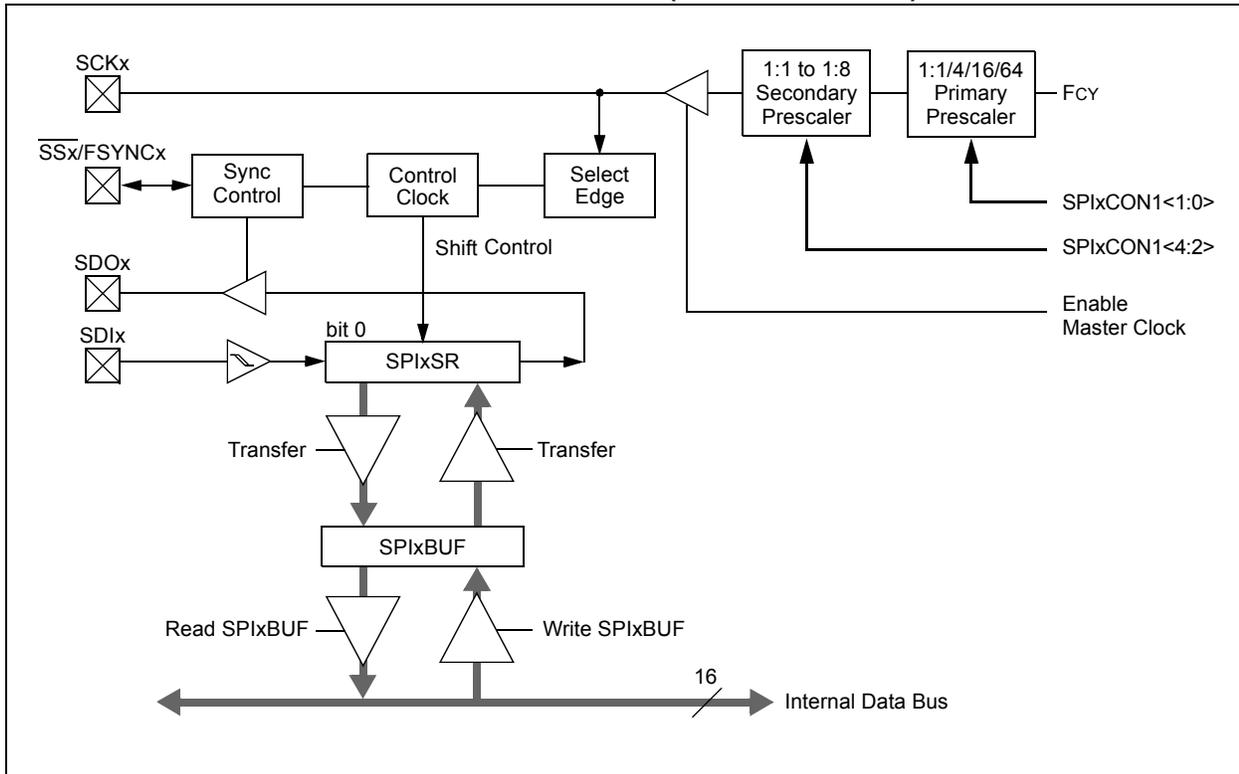 SCKx
1:1 to 1:8
Secondary
Prescaler
1:1/4/16/64
Primary
Prescaler
FCY
SSx/FSYNCx
Sync
Control
Control
Clock
Select
Edge
SPIxCON1<1:0>
SPIxCON1<4:2>
Shift Control
SDOx
Enable
Master Clock
SDIx
bit 0
SPIxSR
Transfer
Transfer
SPIxBUF
Read SPIxBUF
Write SPIxBUF
16
Internal Data Bus